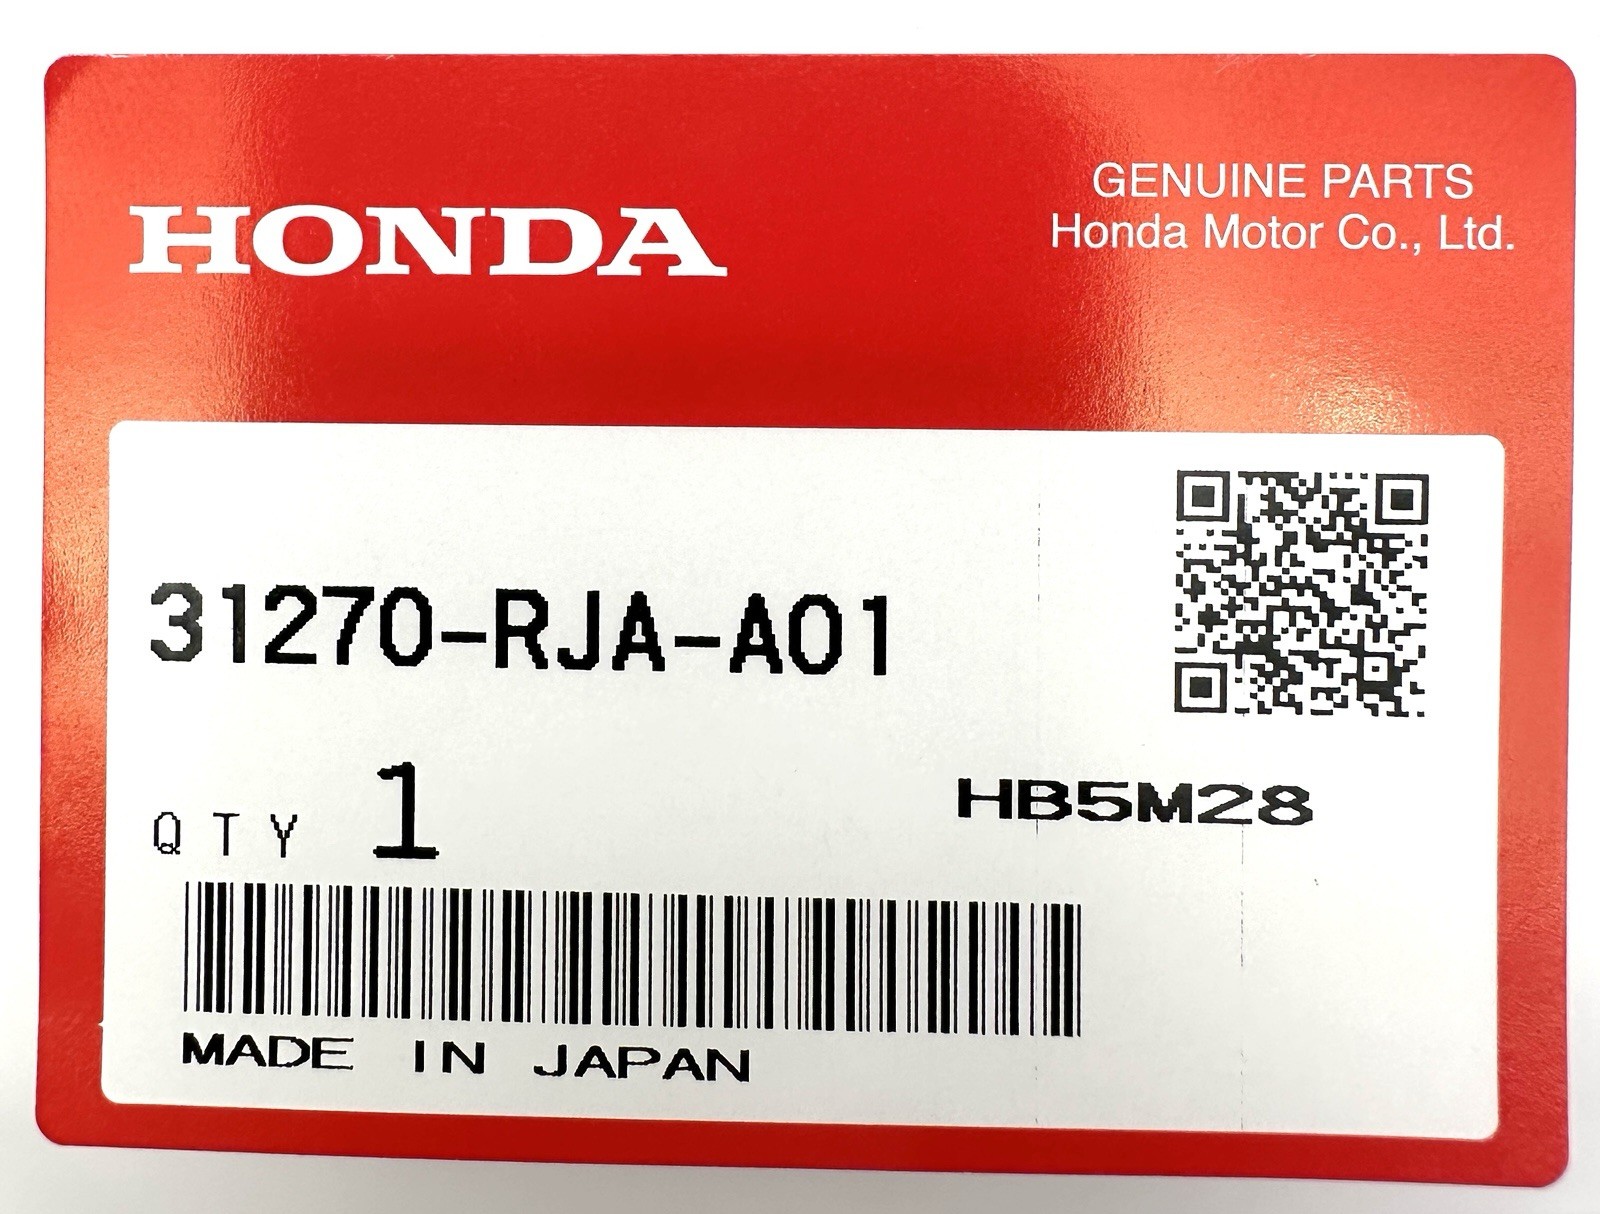 HONDA
GENUINE PARTS
Honda Motor Co., Ltd.
31270-RJA-A01
QTY 1
HB5M28
MADE IN JAPAN